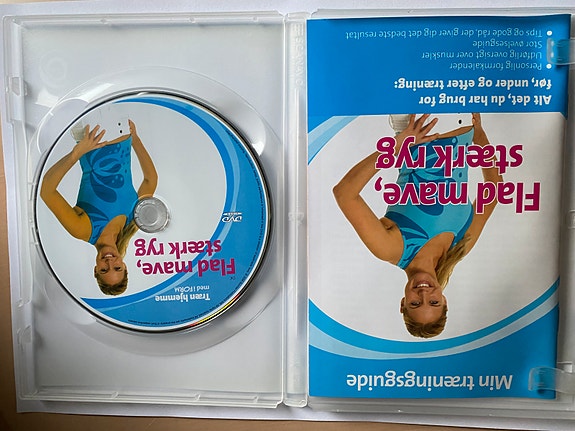 Træn hjemme
med iFORM
Flad mave,
stærk ryg
DVD
Min træningsguide
Flad mave,
stærk ryg
Alt det, du har brug for
før, under og efter træning:
• Personlig formkalender
• Udførlig oversigt over muskler
• Stor øvelsesguide
• Tips og gode råd, der giver dig det bedste resultat